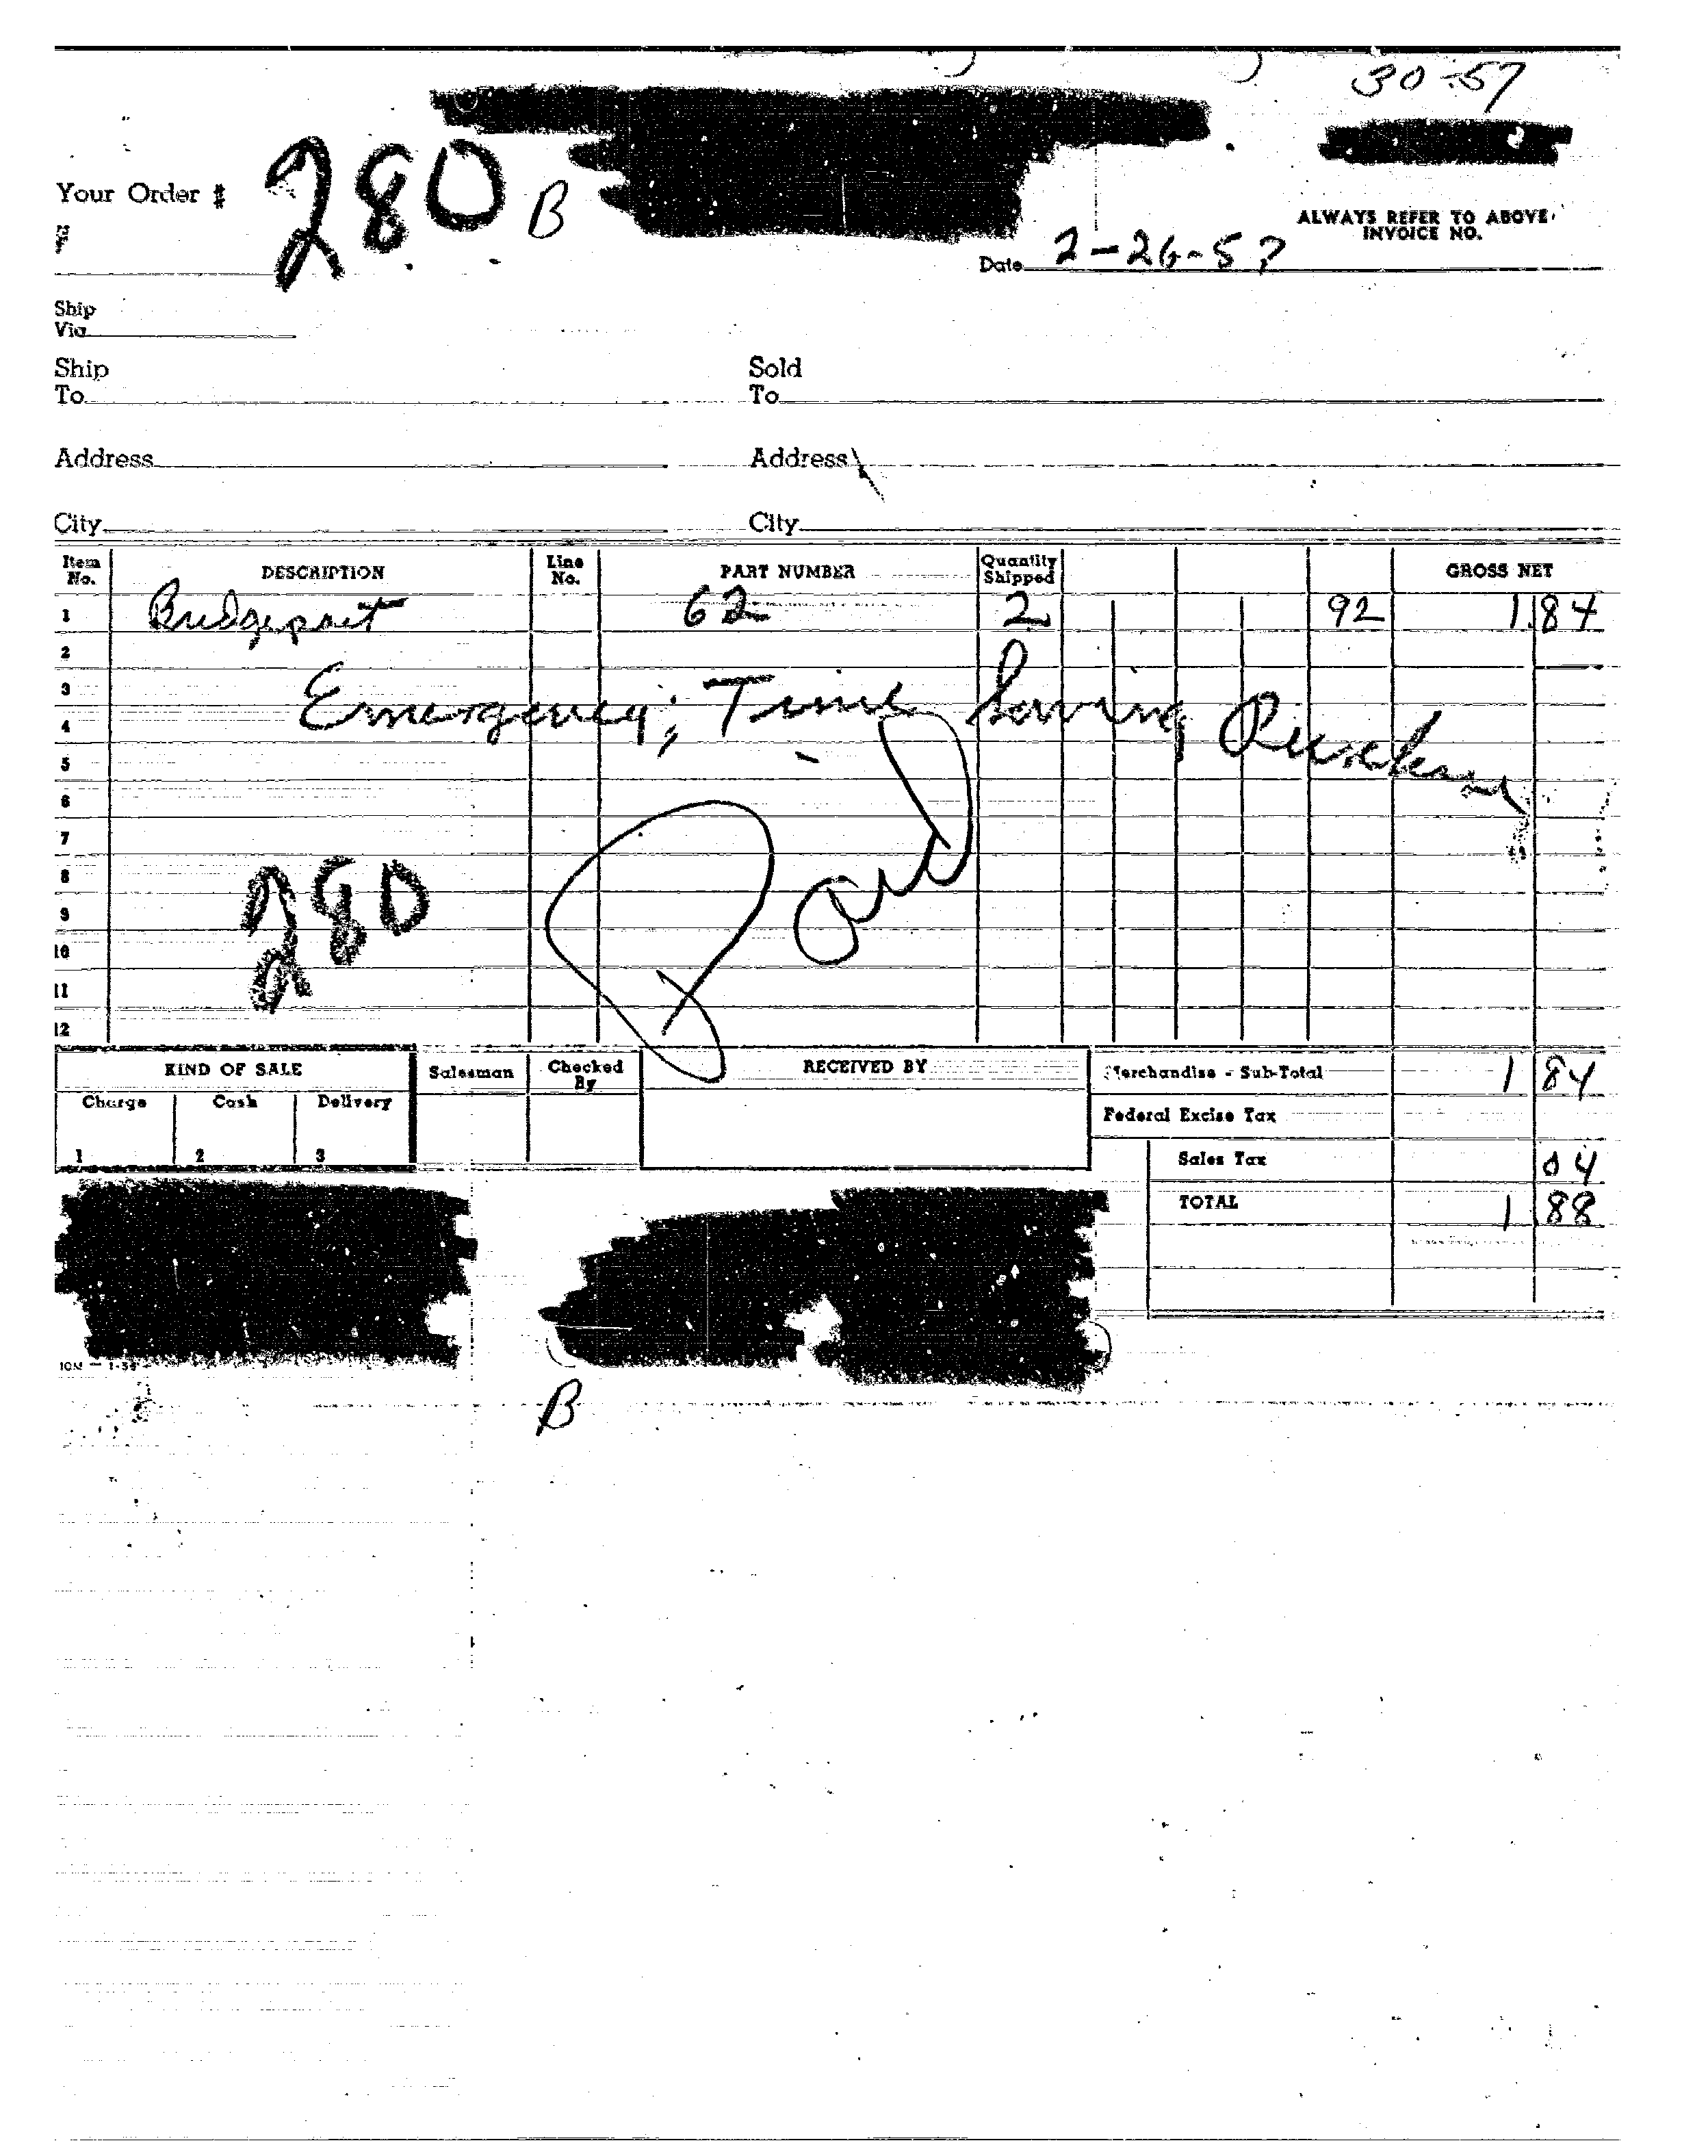 30-57
Your Order #
280 B
ALWAYS REFER TO ABOVE
INVOICE NO.
#
Date 2-26-57
Ship
Via
Ship Sold
To To
Address Address
City City
Item No. DESCRIPTION Line No. PART NUMBER Quantity Shipped GROSS NET
1 Bridgeport 62 2 92 1.84
2
3 Emergency; Time Saving Purchase
4
5
6
7
8
9
10
11
12
280
Paid
KIND OF SALE Salesman Checked By RECEIVED BY Merchandise - Sub-Total 1 84
Charge Cash Delivery Federal Excise Tax
1 2 3 Sales Tax 04
TOTAL 1 88
10M - 1-56
B